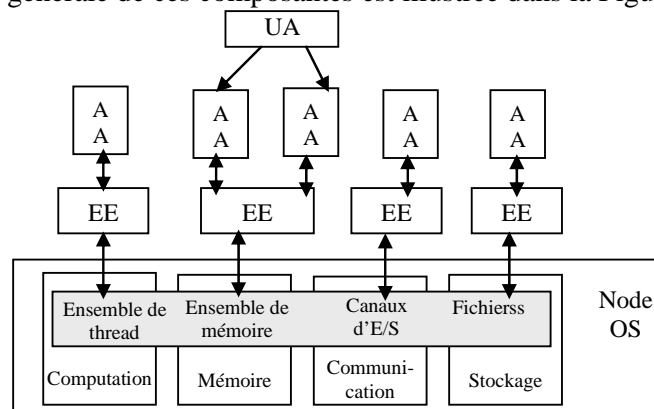 générale de ces composantes est illustrée dans la Figu
UA
A
A
A
A
A
A
A
A
A
A
EE
EE
EE
EE
Ensemble de
thread
Ensemble de
mémoire
Canaux
d’E/S
Fichierss
Node
OS
Computation
Mémoire
Communi-
cation
Stockage